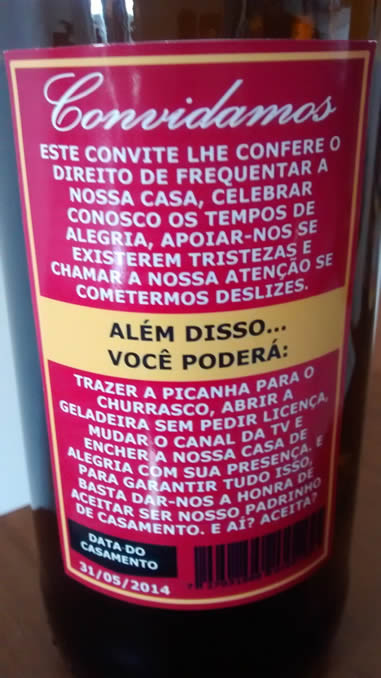 Convidamos
ESTE CONVITE LHE CONFERE O
DIREITO DE FREQUENTAR A
NOSSA CASA, CELEBRAR
CONOSCO OS TEMPOS DE
ALEGRIA, APOIAR-NOS SE
EXISTEREM TRISTEZAS E
CHAMAR A NOSSA ATENÇÃO SE
COMETERMOS DESLIZES.
ALÉM DISSO...
VOCÊ PODERÁ:
TRAZER A PICANHA PARA O
CHURRASCO, ABRIR A
GELADEIRA SEM PEDIR LICENÇA,
MUDAR O CANAL DA TV E
ENCHER A NOSSA CASA DE
ALEGRIA COM SUA PRESENÇA. E
PARA GARANTIR TUDO ISSO,
BASTA DAR-NOS A HONRA DE
ACEITAR SER NOSSO PADRINHO
DE CASAMENTO. E AÍ? ACEITA?
DATA DO
CASAMENTO
31/05/2014